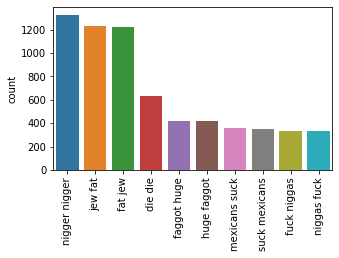 1200
1000
800
600
400
200
0
count
nigger nigger
jew fat
fat jew
die die
faggot huge
huge faggot
mexicans suck
suck mexicans
fuck niggas
niggas fuck